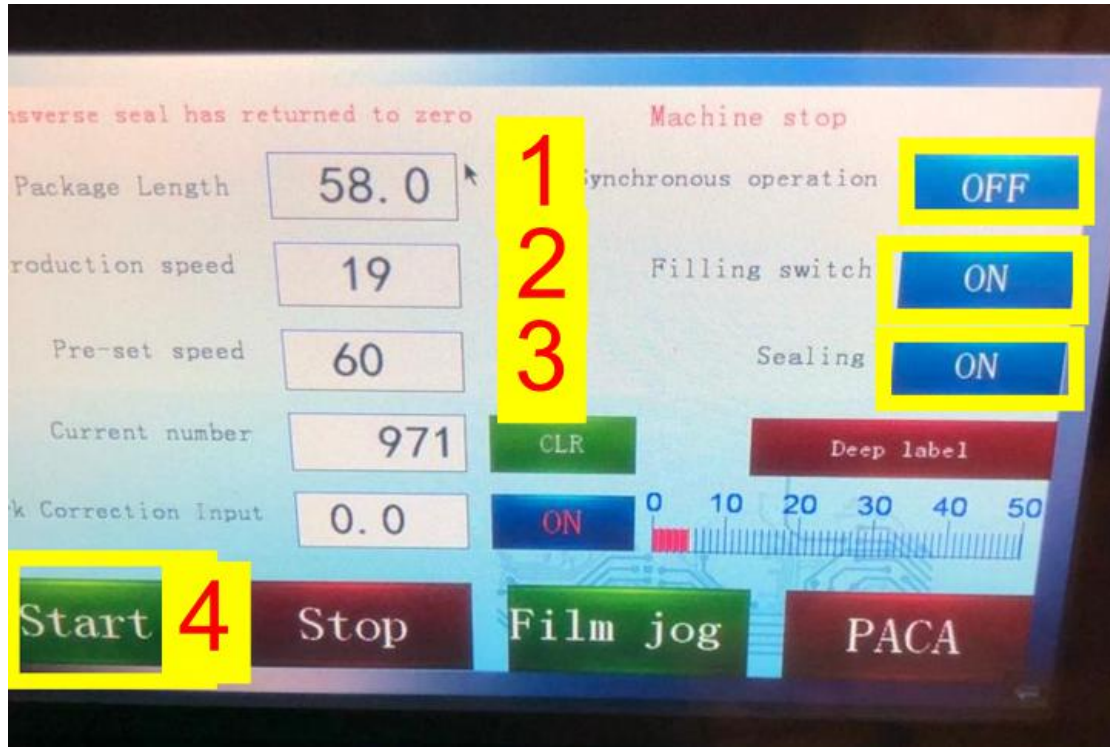 nsverse seal has returned to zero Machine stop
Package Length 58.0 1 Synchronous operation OFF
roduction speed 19 2 Filling switch ON
Pre-set speed 60 3 Sealing ON
Current number 971 CLR Deep label
k Correction Input 0.0 ON 0 10 20 30 40 50
Start 4 Stop Film jog PACA